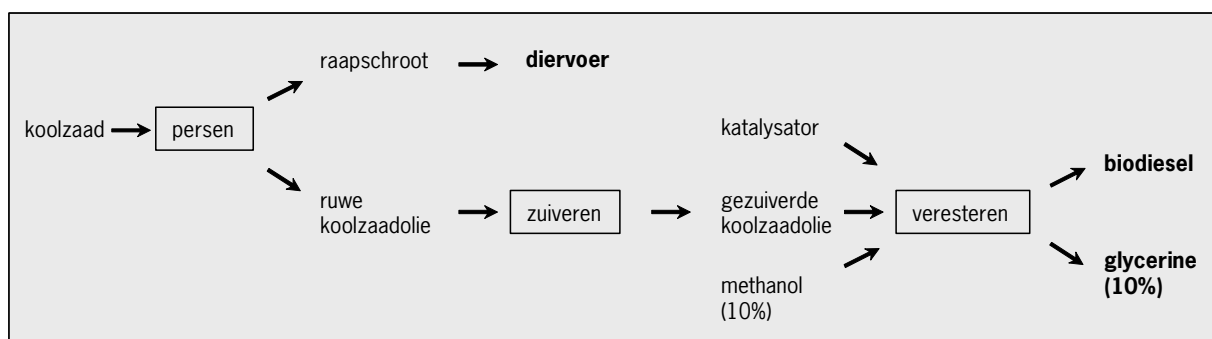 raapschroot
diervoer
koolzaad
persen
katalysator
biodiesel
ruwe
koolzaadolie
zuiveren
gezuiverde
koolzaadolie
veresteren
methanol
(10%)
glycerine
(10%)